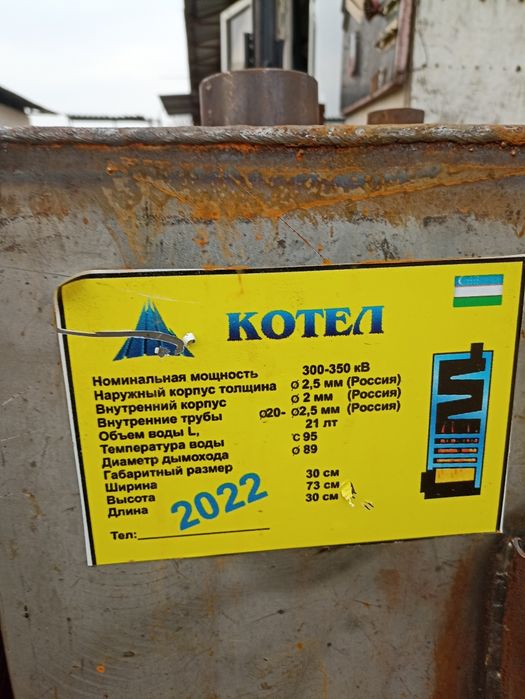 КОТЕЛ
Номинальная мощность 300-350 кВ
Наружный корпус толщина ø 2,5 мм (Россия)
Внутренний корпус ø 2 мм (Россия)
Внутренние трубы ø20- ø2,5 мм (Россия)
Объем воды L, 21 лт
Температура воды °С 95
Диаметр дымохода ø 89
Габаритный размер
Ширина 30 см
Высота 73 см
Длина 30 см
2022
Тел: